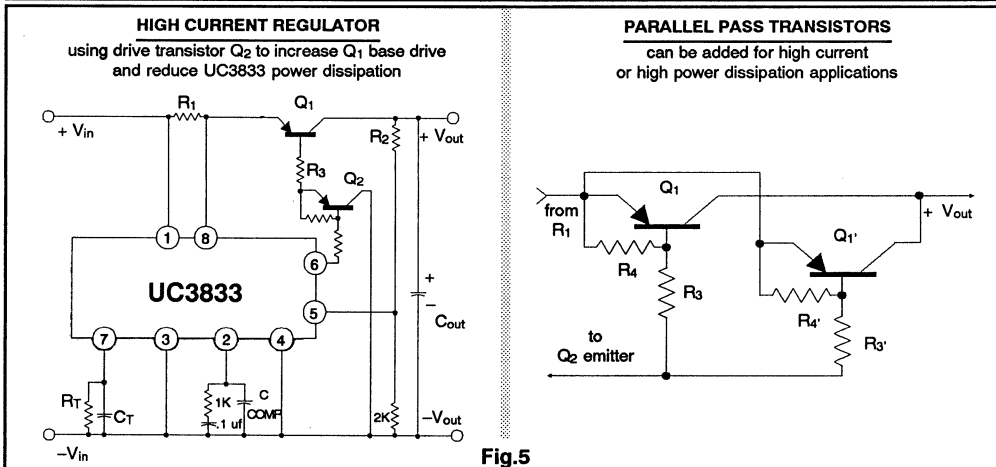 HIGH CURRENT REGULATOR
using drive transistor Q2 to increase Q1 base drive
and reduce UC3833 power dissipation
R1
Q1
+ Vin
R2
+ Vout
R3
Q2
1
8
6
UC3833
+
−
Cout
5
7
3
2
4
RT
CT
1K
.1 uf
C
COMP
2K
−Vout
−Vin
PARALLEL PASS TRANSISTORS
can be added for high current
or high power dissipation applications
Q1
from
R1
+ Vout
Q1'
R4
R3
R4'
R3'
to
Q2 emitter
Fig.5